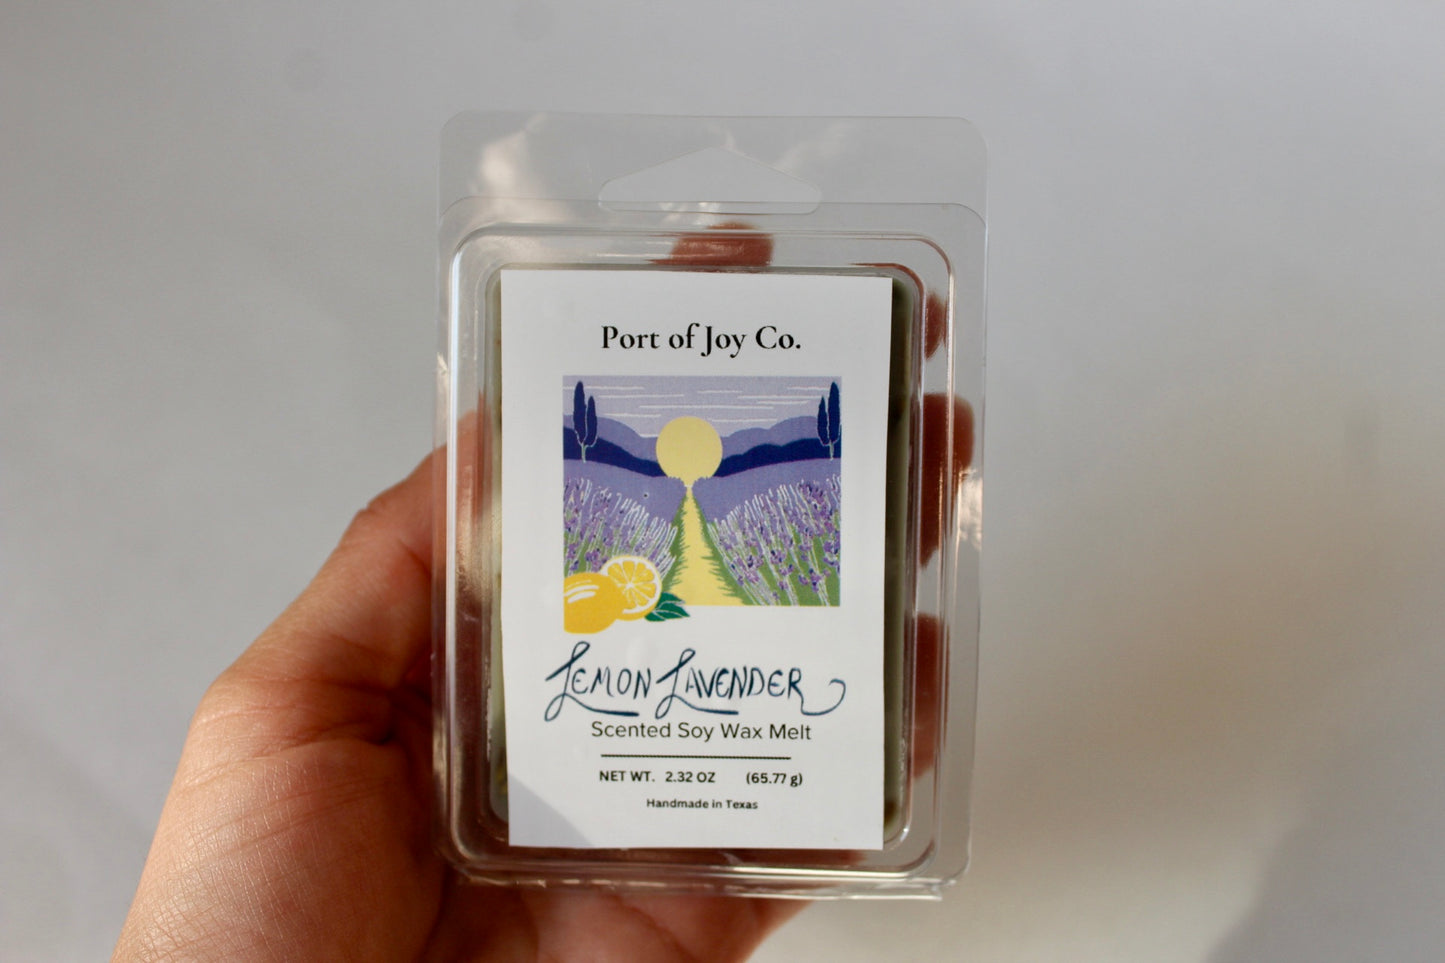 Port of Joy Co.
LEMON LAVENDER
Scented Soy Wax Melt
NET WT. 2.32 OZ (65.77 g)
Handmade in Texas